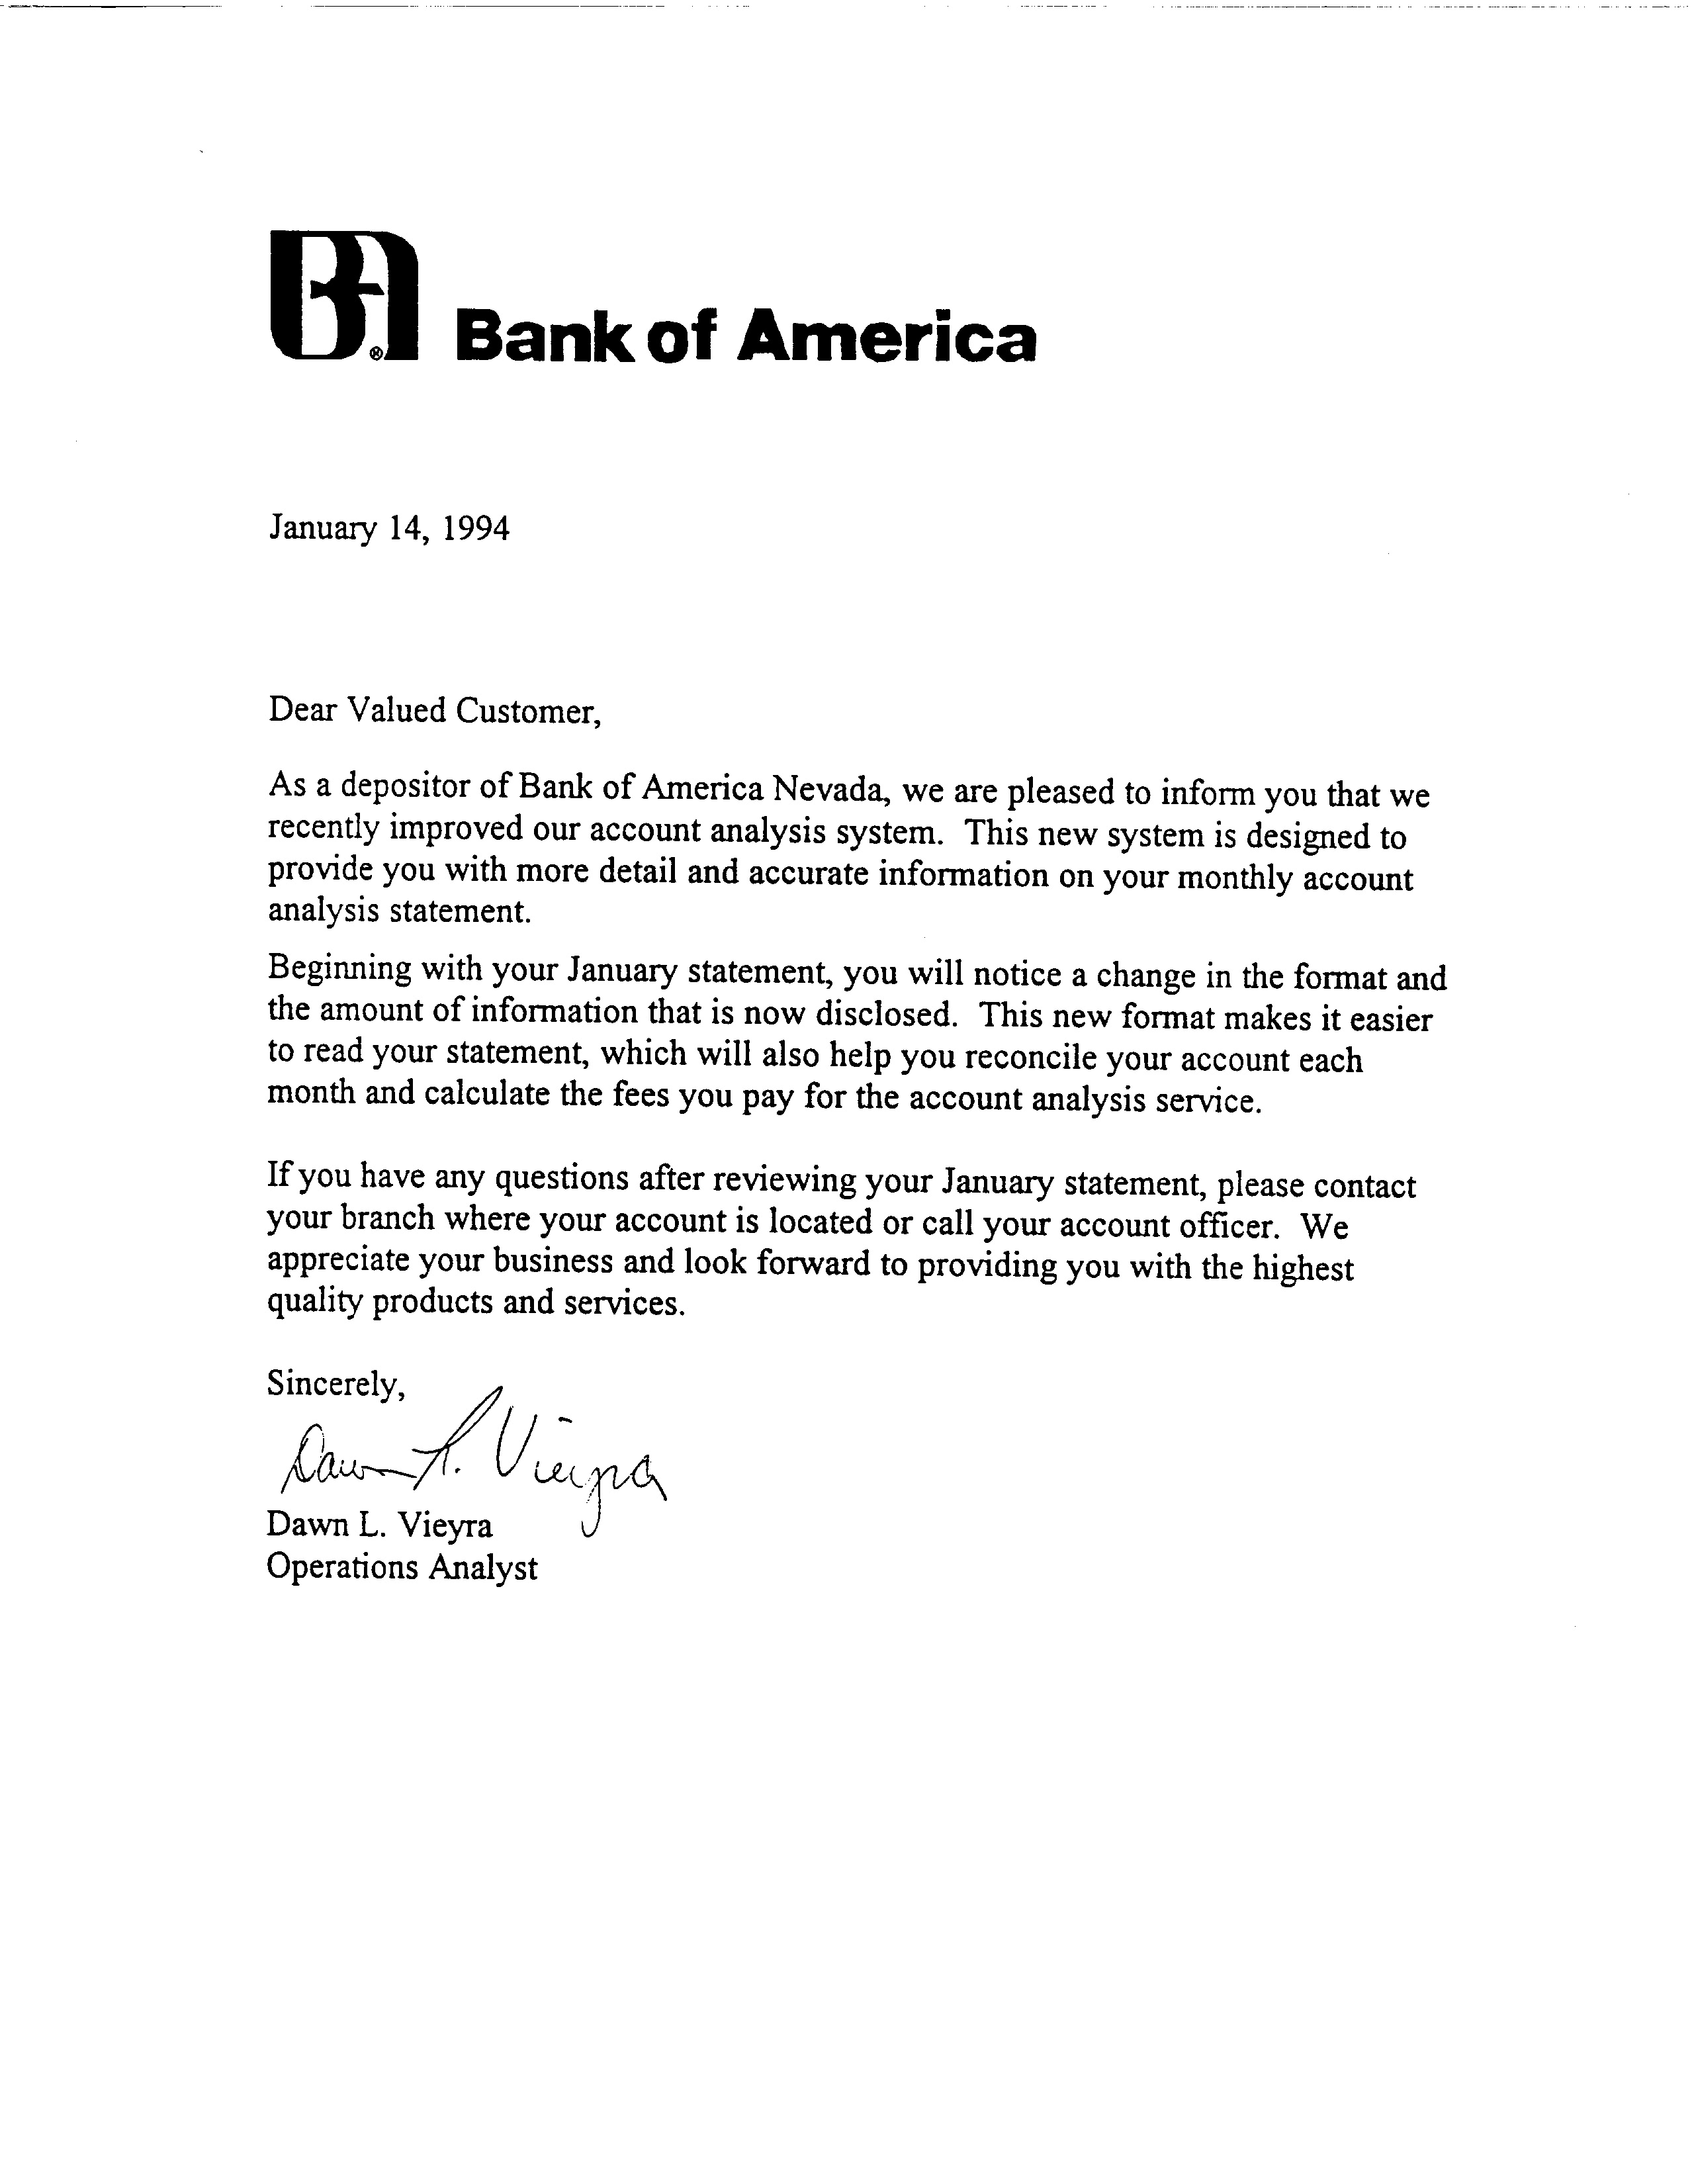 BA® Bank of America
January 14, 1994
Dear Valued Customer,
As a depositor of Bank of America Nevada, we are pleased to inform you that we
recently improved our account analysis system. This new system is designed to
provide you with more detail and accurate information on your monthly account
analysis statement.
Beginning with your January statement, you will notice a change in the format and
the amount of information that is now disclosed. This new format makes it easier
to read your statement, which will also help you reconcile your account each
month and calculate the fees you pay for the account analysis service.
If you have any questions after reviewing your January statement, please contact
your branch where your account is located or call your account officer. We
appreciate your business and look forward to providing you with the highest
quality products and services.
Sincerely,
Dawn L. Vieyra
Dawn L. Vieyra
Operations Analyst